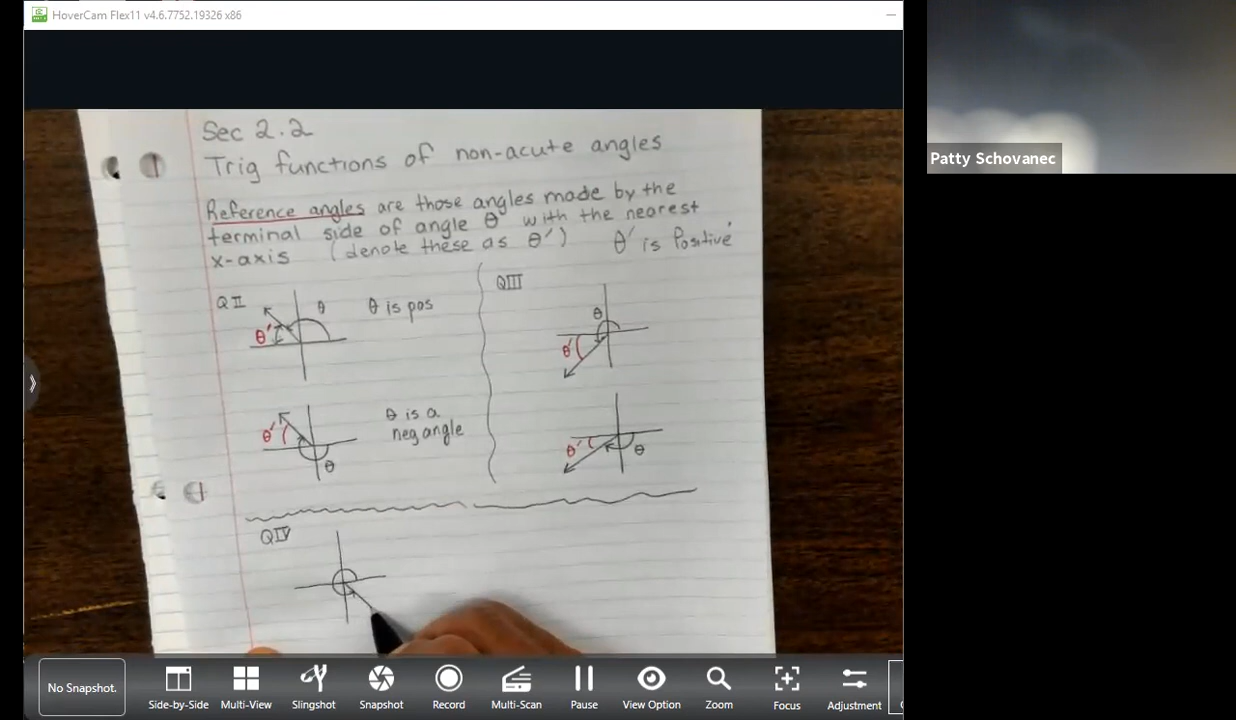 HoverCam Flex11 v4.6.7752.19326 x86
Patty Schovanec
Sec 2.2
Trig functions of non-acute angles
Reference angles are those angles made by the
terminal side of angle θ with the nearest
x-axis (denote these as θ') θ' is Positive
QII
θ
θ is pos
θ'
θ is a
neg angle
θ'
θ
QIII
θ
θ'
θ'
θ
QIV
No Snapshot.
Side-by-Side
Multi-View
Slingshot
Snapshot
Record
Multi-Scan
Pause
View Option
Zoom
Focus
Adjustment